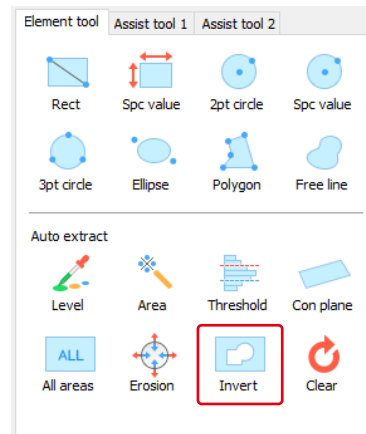 Element tool Assist tool 1 Assist tool 2
Rect Spc value 2pt circle Spc value
3pt circle Ellipse Polygon Free line
Auto extract
Level Area Threshold Con plane
ALL
All areas Erosion Invert Clear